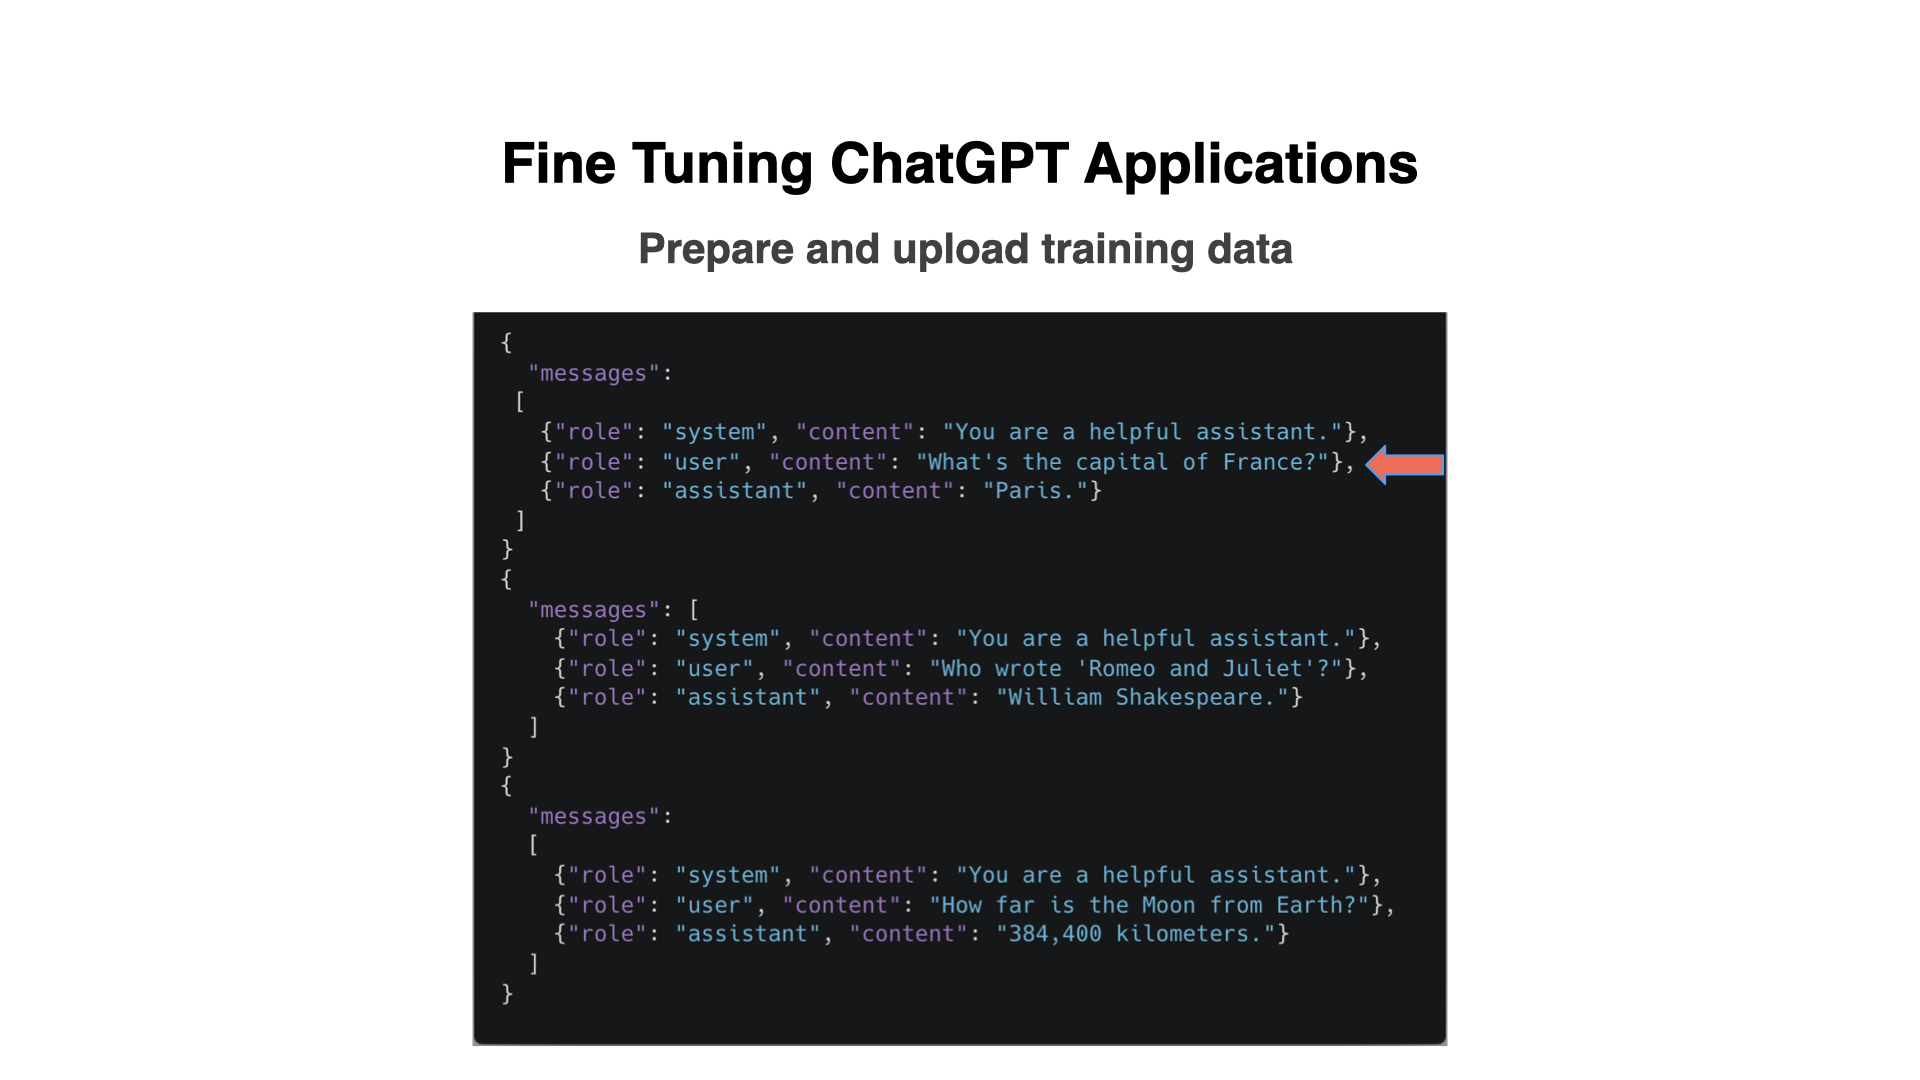 Fine Tuning ChatGPT Applications
Prepare and upload training data
{
"messages":
[
{"role": "system", "content": "You are a helpful assistant."},
{"role": "user", "content": "What's the capital of France?"},
{"role": "assistant", "content": "Paris."}
]
}
{
"messages": [
{"role": "system", "content": "You are a helpful assistant."},
{"role": "user", "content": "Who wrote 'Romeo and Juliet'?"},
{"role": "assistant", "content": "William Shakespeare."}
]
}
{
"messages":
[
{"role": "system", "content": "You are a helpful assistant."},
{"role": "user", "content": "How far is the Moon from Earth?"},
{"role": "assistant", "content": "384,400 kilometers."}
]
}